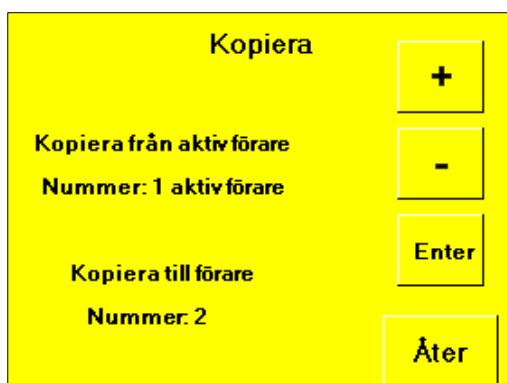 Kopiera
+
Kopiera från aktiv förare
-
Nummer: 1 aktiv förare
Enter
Kopiera till förare
Nummer: 2
Åter